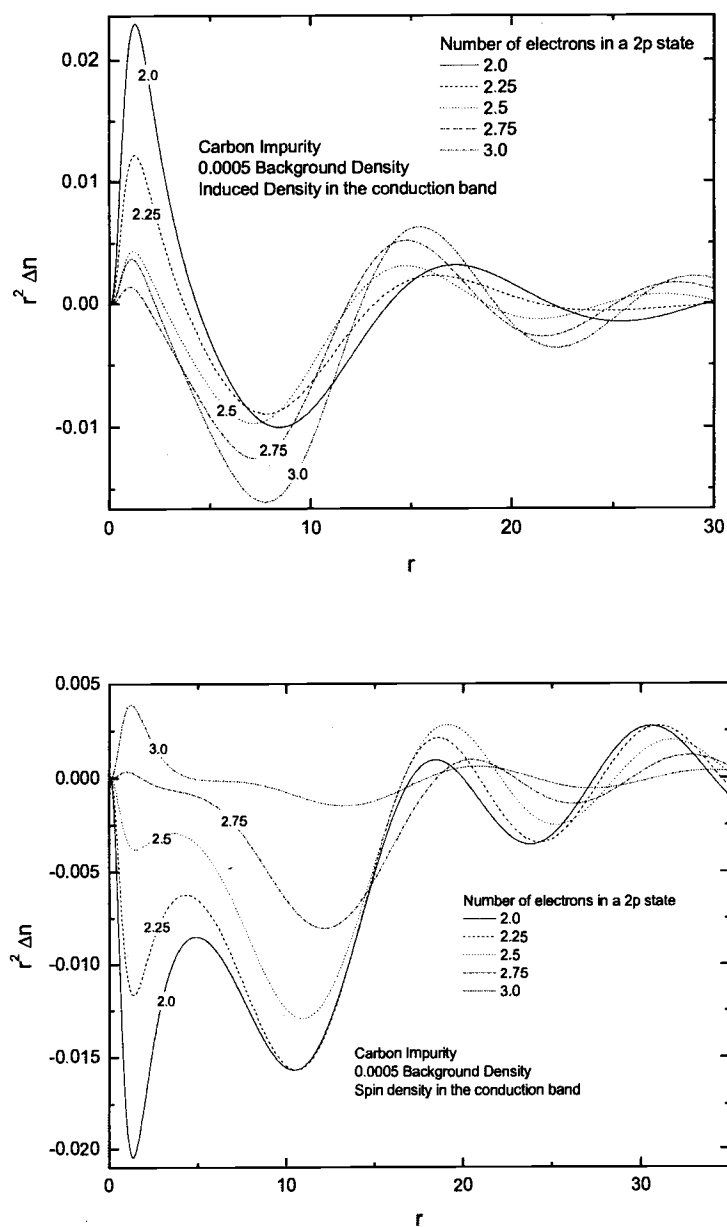 Number of electrons in a 2p state
2.0
2.25
2.5
2.75
3.0
Carbon Impurity
0.0005 Background Density
Induced Density in the conduction band
2.0
2.25
2.5
2.75
3.0
0.02
0.01
0.00
-0.01
r² Δn
0 10 20 30
r
0.005
0.000
-0.005
-0.010
-0.015
-0.020
r² Δn
3.0
2.75
2.5
2.25
2.0
Number of electrons in a 2p state
2.0
2.25
2.5
2.75
3.0
Carbon Impurity
0.0005 Background Density
Spin density in the conduction band
0 10 20 30
r